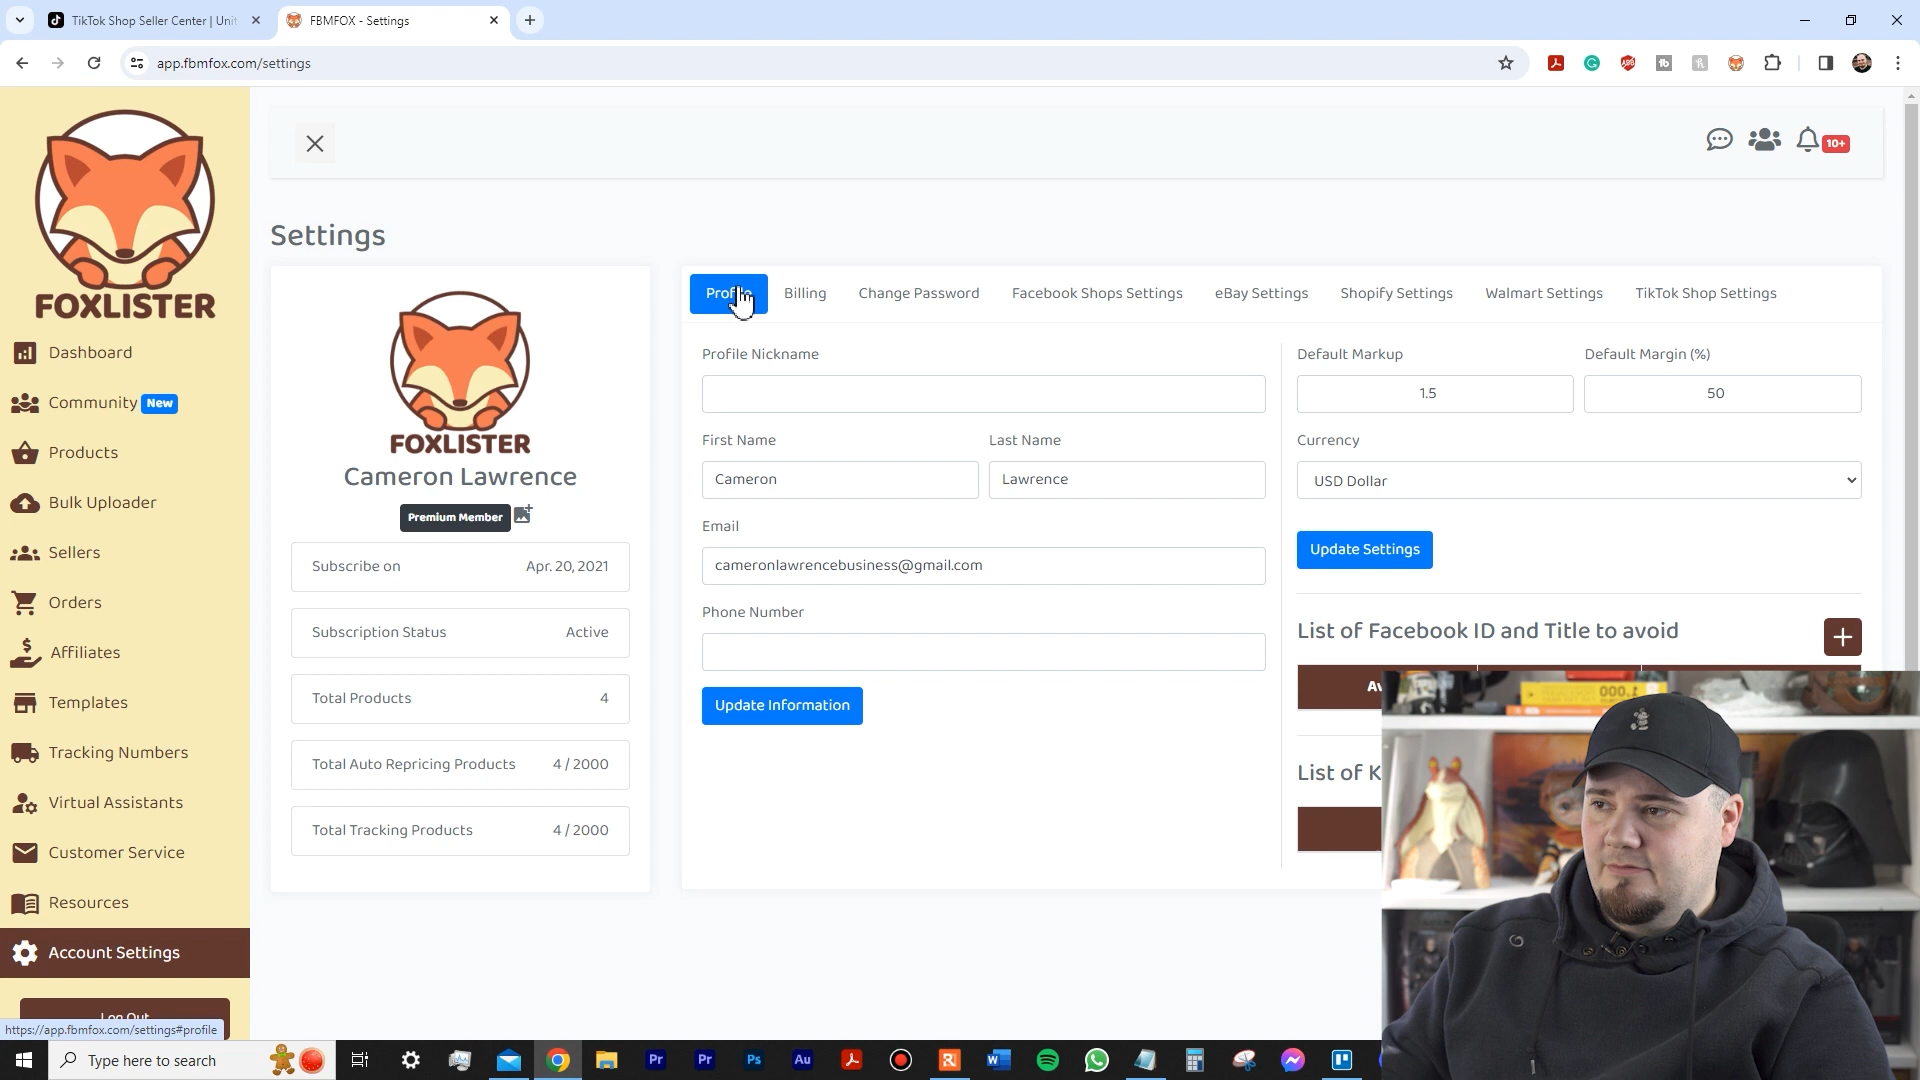 TikTok Shop Seller Center | Unit
FBMFOX - Settings
app.fbmfox.com/settings
FOXLISTER
Dashboard
Community New
Products
Bulk Uploader
Sellers
Orders
Affiliates
Templates
Tracking Numbers
Virtual Assistants
Customer Service
Resources
Account Settings
Log Out
https://app.fbmfox.com/settings#profile
10+
Settings
FOXLISTER
Cameron Lawrence
Premium Member
Subscribe on Apr. 20, 2021
Subscription Status Active
Total Products 4
Total Auto Repricing Products 4 / 2000
Total Tracking Products 4 / 2000
Profile Billing Change Password Facebook Shops Settings eBay Settings Shopify Settings Walmart Settings TikTok Shop Settings
Profile Nickname
First Name Last Name
Cameron Lawrence
Email
cameronlawrencebusiness@gmail.com
Phone Number
Update Information
Default Markup Default Margin (%)
1.5 50
Currency
USD Dollar
Update Settings
List of Facebook ID and Title to avoid
Av
List of K
Type here to search